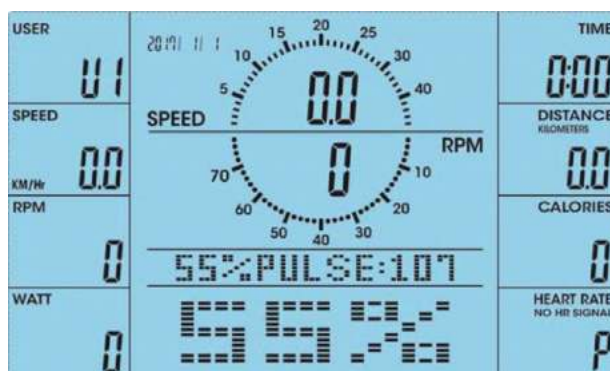 USER
U1
SPEED
KM/Hr 0.0
RPM
0
WATT
0
2017/ 1/ 1
5 10 15 20 25 30 40
SPEED 0.0
RPM
0
10 20 30 40 50 60 70
55%PULSE:107
55%
TIME
0:00
DISTANCE
KILOMETERS
0.0
CALORIES
0
HEART RATE
NO HR SIGNAL
P